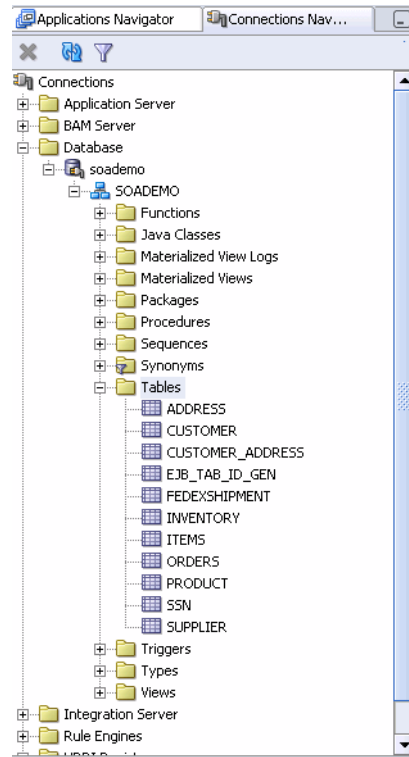 Applications Navigator
Connections Nav...
Connections
Application Server
BAM Server
Database
soademo
SOADEMO
Functions
Java Classes
Materialized View Logs
Materialized Views
Packages
Procedures
Sequences
Synonyms
Tables
ADDRESS
CUSTOMER
CUSTOMER_ADDRESS
EJB_TAB_ID_GEN
FEDEXSHIPMENT
INVENTORY
ITEMS
ORDERS
PRODUCT
SSN
SUPPLIER
Triggers
Types
Views
Integration Server
Rule Engines